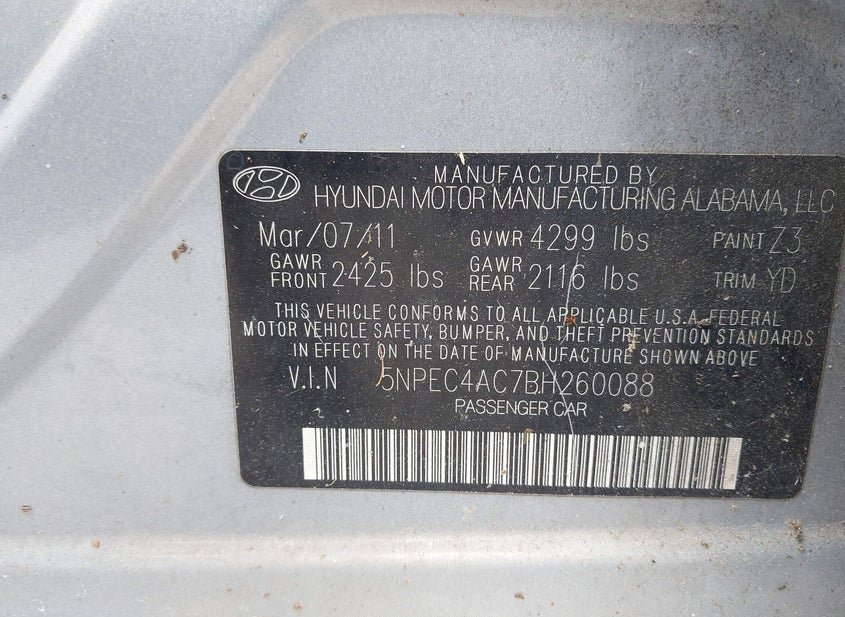 MANUFACTURED BY
HYUNDAI MOTOR MANUFACTURING ALABAMA, LLC
Mar/07/11 GVWR 4299 lbs PAINT Z3
GAWR FRONT 2425 lbs GAWR REAR 2116 lbs TRIM YD
THIS VEHICLE CONFORMS TO ALL APPLICABLE U.S.A. FEDERAL
MOTOR VEHICLE SAFETY, BUMPER, AND THEFT PREVENTION STANDARDS
IN EFFECT ON THE DATE OF MANUFACTURE SHOWN ABOVE
V.I.N 5NPEC4AC7BH260088
PASSENGER CAR